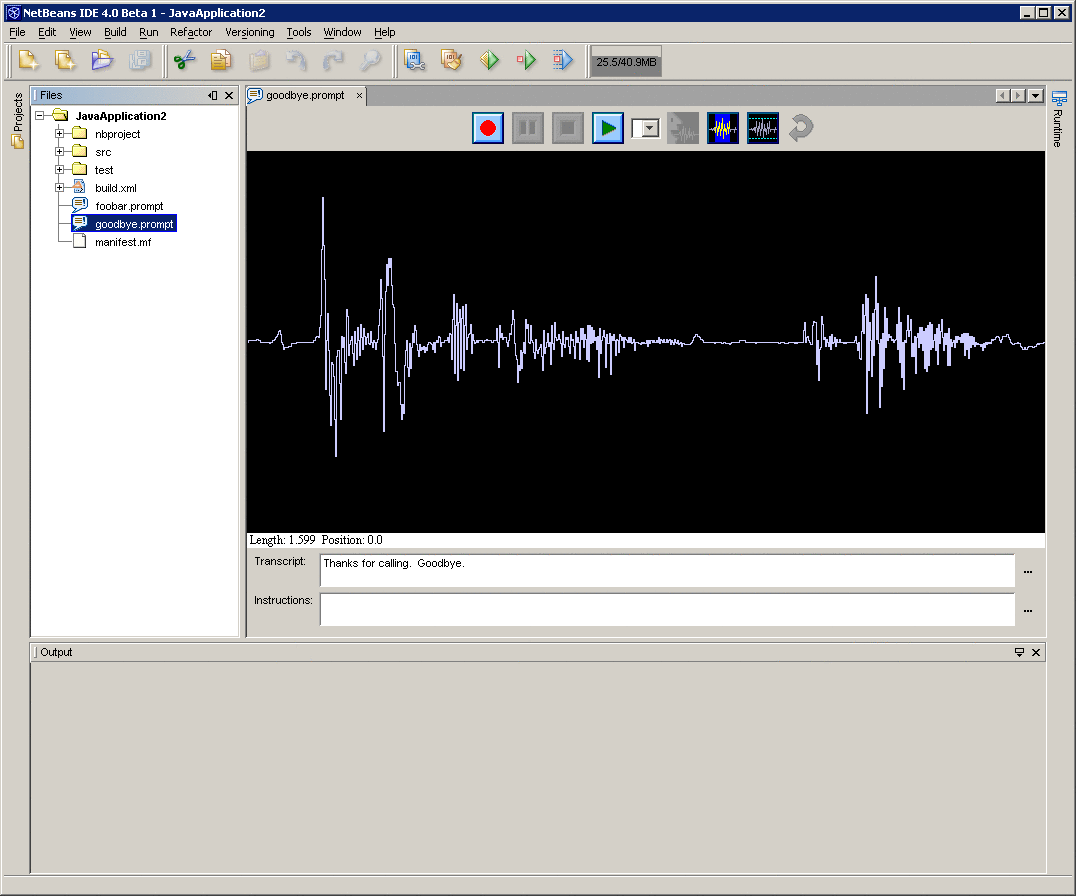 NetBeans IDE 4.0 Beta 1 - JavaApplication2
File Edit View Build Run Refactor Versioning Tools Window Help
25.5/40.9MB
Projects
Files
JavaApplication2
nbproject
src
test
build.xml
foobar.prompt
goodbye.prompt
manifest.mf
goodbye.prompt
Runtime
Length: 1.599 Position: 0.0
Transcript:
Thanks for calling. Goodbye.
...
Instructions:
...
Output